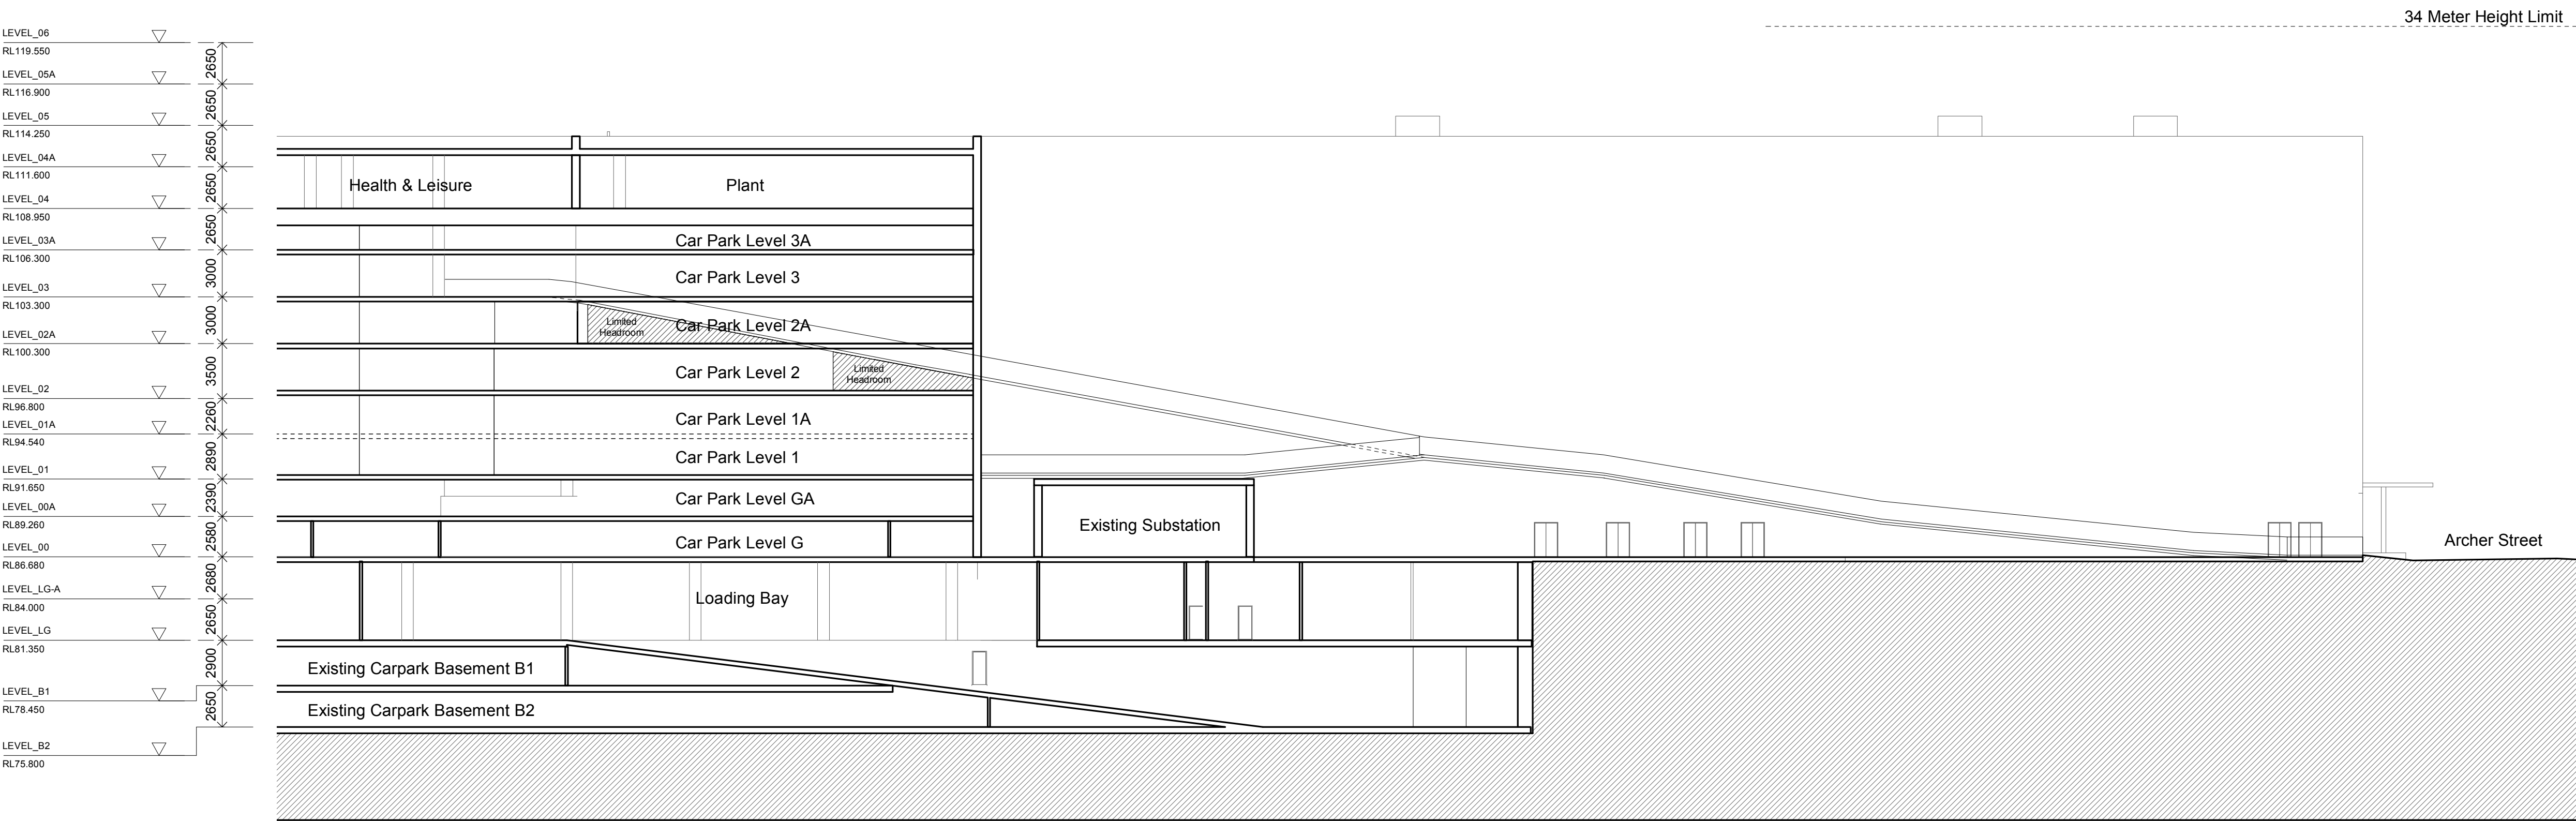 34 Meter Height Limit
LEVEL_06
RL119.550
2650
LEVEL_05A
RL116.900
2650
LEVEL_05
RL114.250
2650
LEVEL_04A
RL111.600
2650
Health & Leisure
Plant
LEVEL_04
RL108.950
2650
LEVEL_03A
RL106.300
Car Park Level 3A
3000
Car Park Level 3
LEVEL_03
RL103.300
3000
Limited
Headroom
Car Park Level 2A
LEVEL_02A
RL100.300
3500
Car Park Level 2
Limited
Headroom
LEVEL_02
RL96.800
2260
Car Park Level 1A
LEVEL_01A
RL94.540
2890
Car Park Level 1
LEVEL_01
RL91.650
2390
Car Park Level GA
LEVEL_00A
RL89.260
2580
Existing Substation
Car Park Level G
Archer Street
LEVEL_00
RL86.680
2680
LEVEL_LG-A
RL84.000
Loading Bay
2650
LEVEL_LG
RL81.350
2900
Existing Carpark Basement B1
LEVEL_B1
RL78.450
2650
Existing Carpark Basement B2
LEVEL_B2
RL75.800